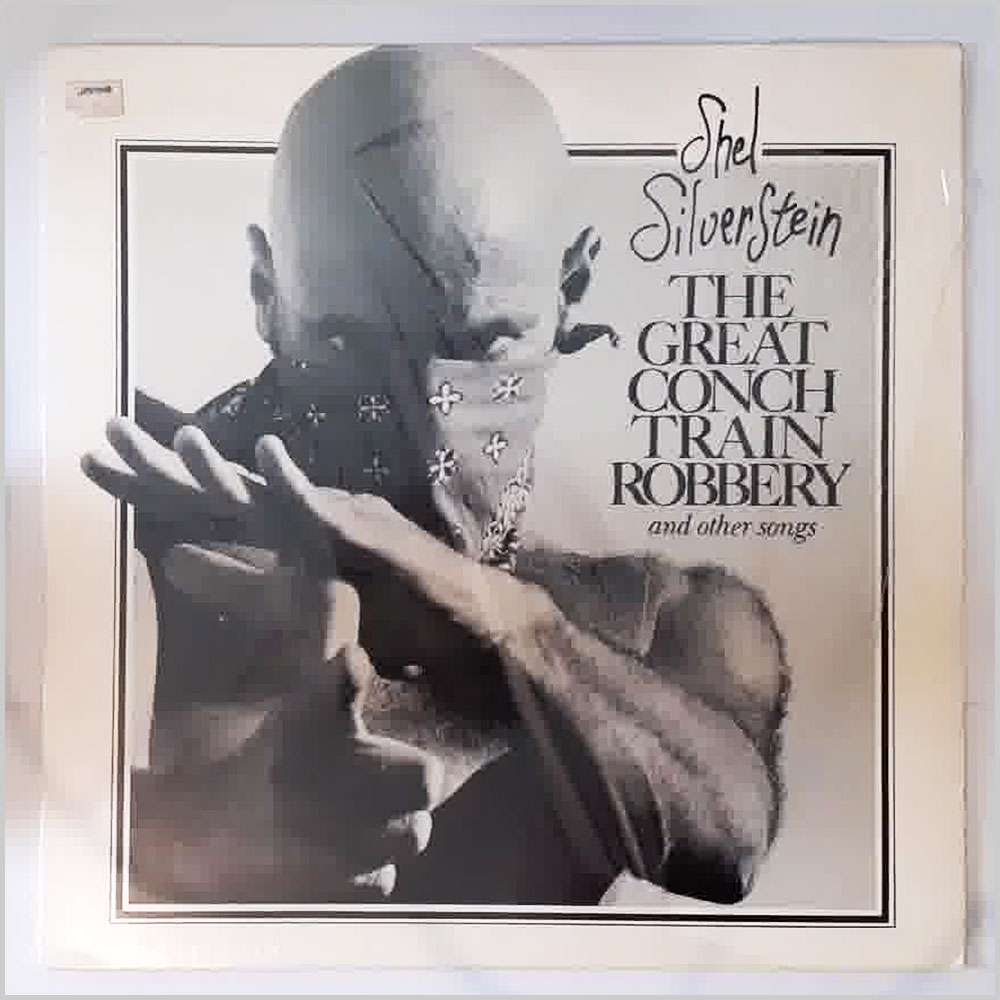 Shel
Silverstein
THE
GREAT
CONCH
TRAIN
ROBBERY
and other songs